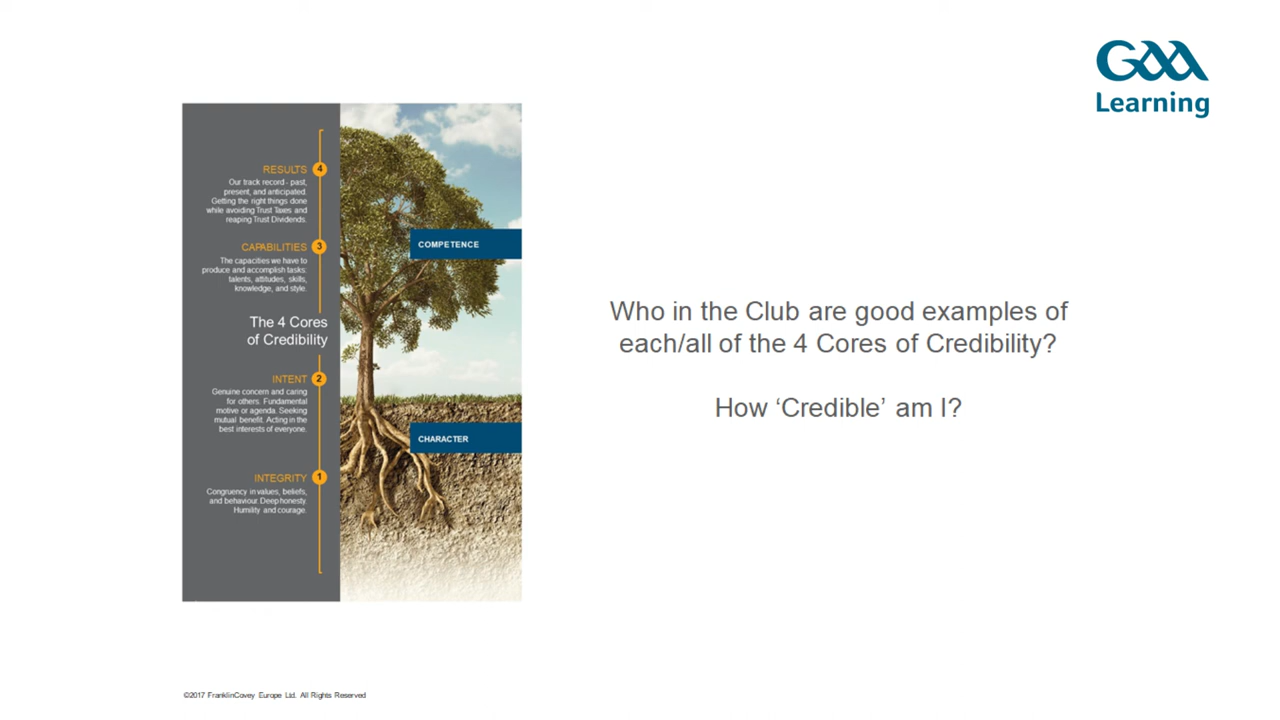 GAA
Learning
RESULTS 4
Our track record - past,
present, and anticipated.
Getting the right things done
while avoiding Trust Taxes and
reaping Trust Dividends.
COMPETENCE
CAPABILITIES 3
The capacities we have to
produce and accomplish tasks:
talents, attitudes, skills,
knowledge, and style.
The 4 Cores
of Credibility
INTENT 2
Genuine concern and caring
for others. Fundamental
motive or agenda. Seeking
mutual benefit. Acting in the
best interests of everyone.
CHARACTER
INTEGRITY 1
Congruency in values, beliefs,
and behaviour. Deep honesty.
Humility and courage.
Who in the Club are good examples of
each/all of the 4 Cores of Credibility?
How ‘Credible’ am I?
©2017 FranklinCovey Europe Ltd. All Rights Reserved